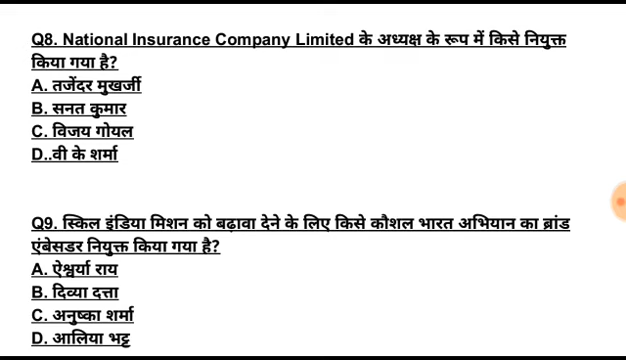 Q8. National Insurance Company Limited के अध्यक्ष के रूप में किसे नियुक्त
किया गया है?
A. तजेंदर मुखर्जी
B. सनत कुमार
C. विजय गोयल
D..वी के शर्मा
Q9. स्किल इंडिया मिशन को बढ़ावा देने के लिए किसे कौशल भारत अभियान का ब्रांड
एंबेसडर नियुक्त किया गया है?
A. ऐश्वर्या राय
B. दिव्या दत्ता
C. अनुष्का शर्मा
D. आलिया भट्ट